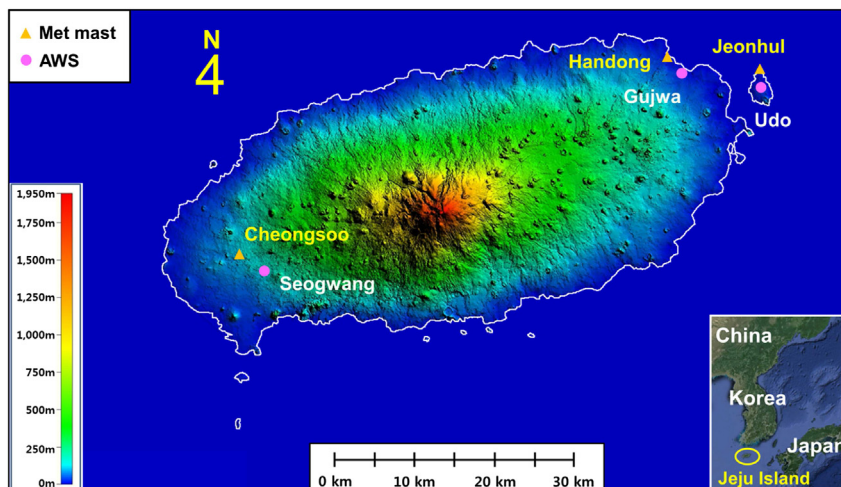 Met mast
AWS
N
4
Jeonhul
Handong
Gujwa
Udo
1,950m
1,750m
1,500m
1,250m
1,000m
750m
500m
250m
0m
Cheongsoo
Seogwang
China
Korea
Japan
Jeju Island
0 km
10 km
20 km
30 km